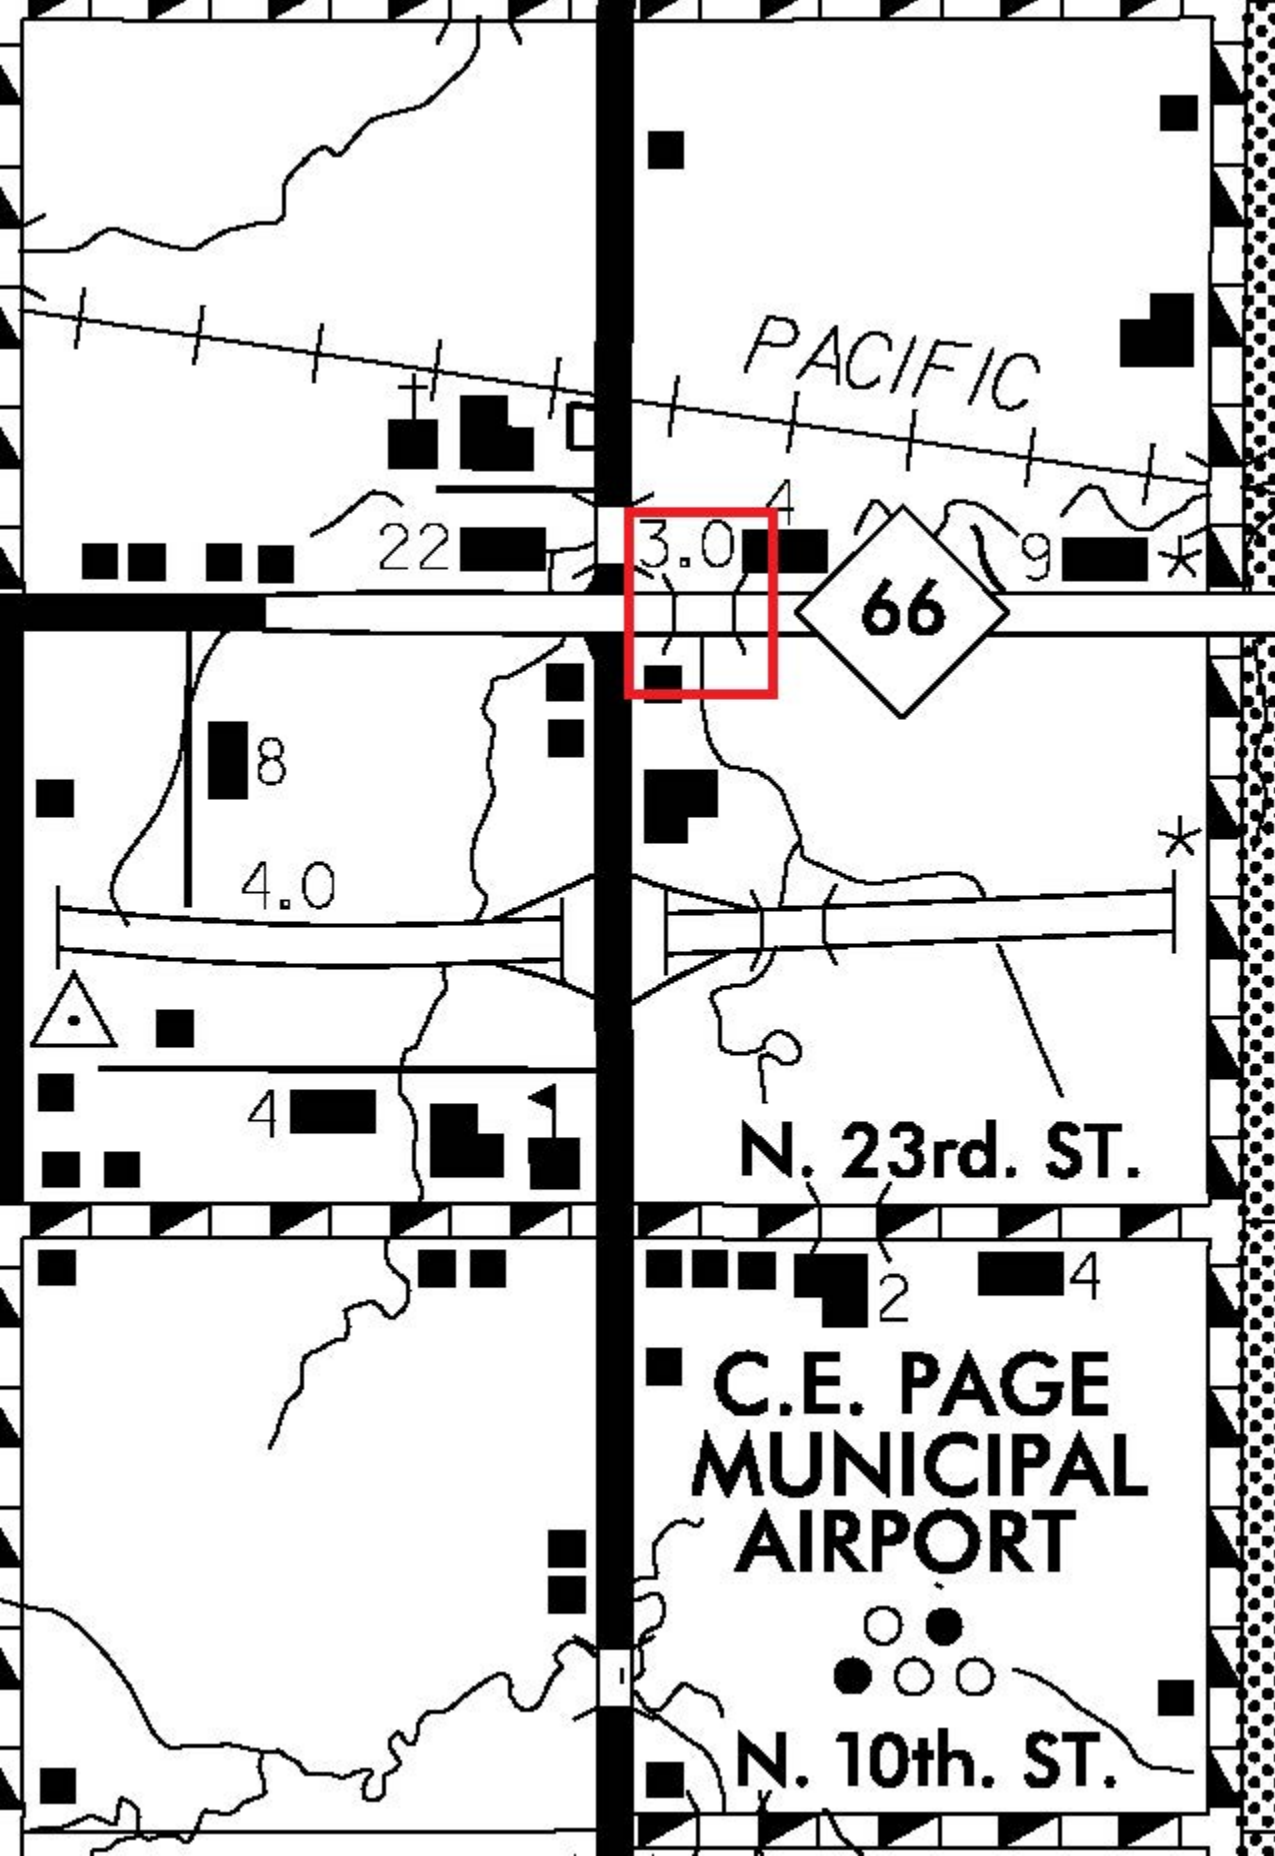 PACIFIC
4
22
3.0
9
66
8
4.0
4
N. 23rd. ST.
2
4
C.E. PAGE
MUNICIPAL
AIRPORT
N. 10th. ST.